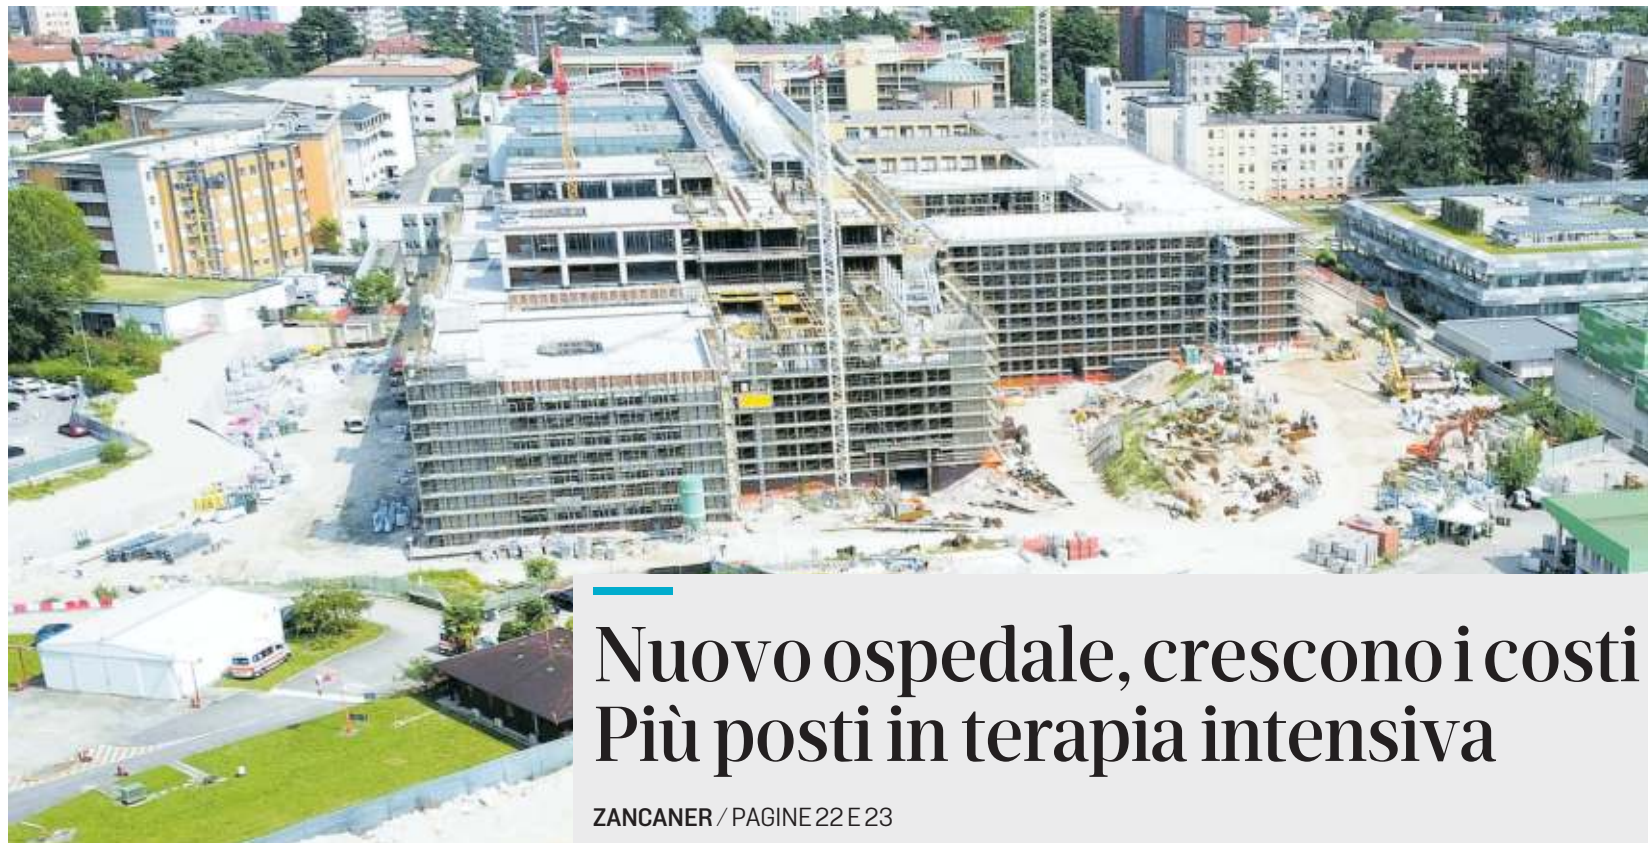 Nuovo ospedale, crescono i costi
Più posti in terapia intensiva
ZANCANER / PAGINE 22 E 23